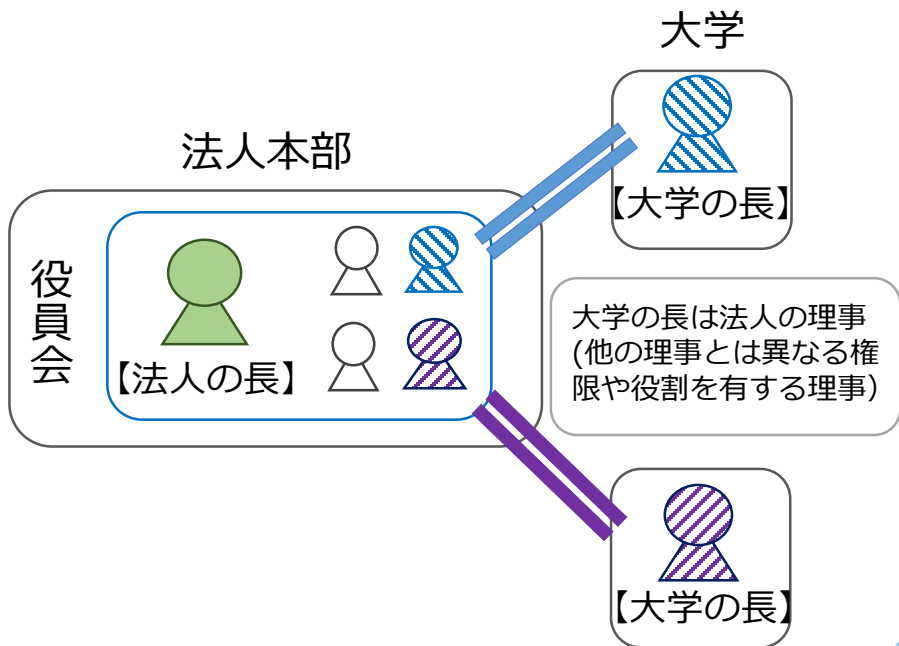 大学
【大学の長】
法人本部
役員会
【法人の長】
大学の長は法人の理事
(他の理事とは異なる権
限や役割を有する理事）
【大学の長】